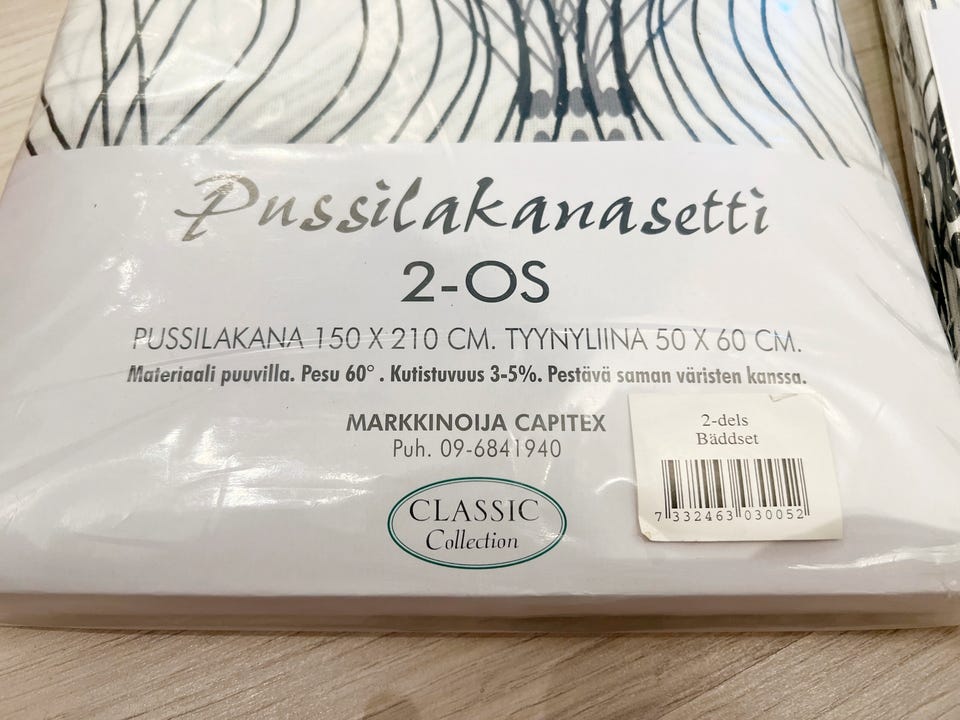 Pussilakanasetti
2-OS
PUSSILAKANA 150 X 210 CM. TYYNYLIINA 50 X 60 CM.
Materiaali puuvilla. Pesu 60° . Kutistuvuus 3-5%. Pestävä saman väristen kanssa.
MARKKINOIJA CAPITEX
Puh. 09-6841940
CLASSIC
Collection
2-dels
Bäddset
7 332463 030052